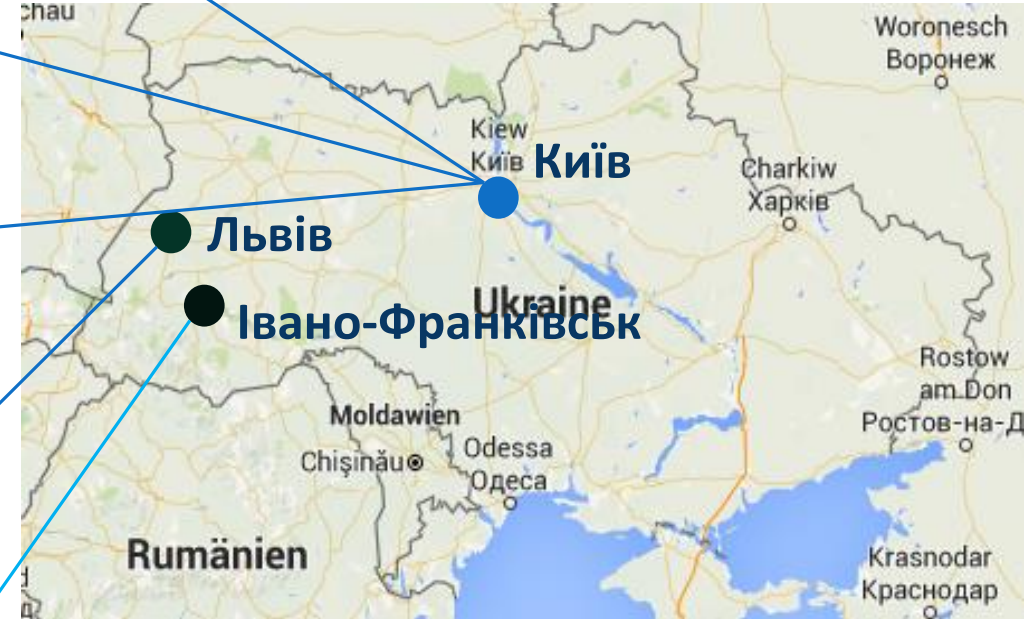 chau
Woronesch
Воронеж
Kiew
Київ
Київ
Charkiw
Харків
Львів
Ukraine
Івано-Франківськ
Rostow
am Don
Ростов-на-Д
Moldawien
Chişinău
Odessa
Одеса
Rumänien
Krasnodar
Краснодар